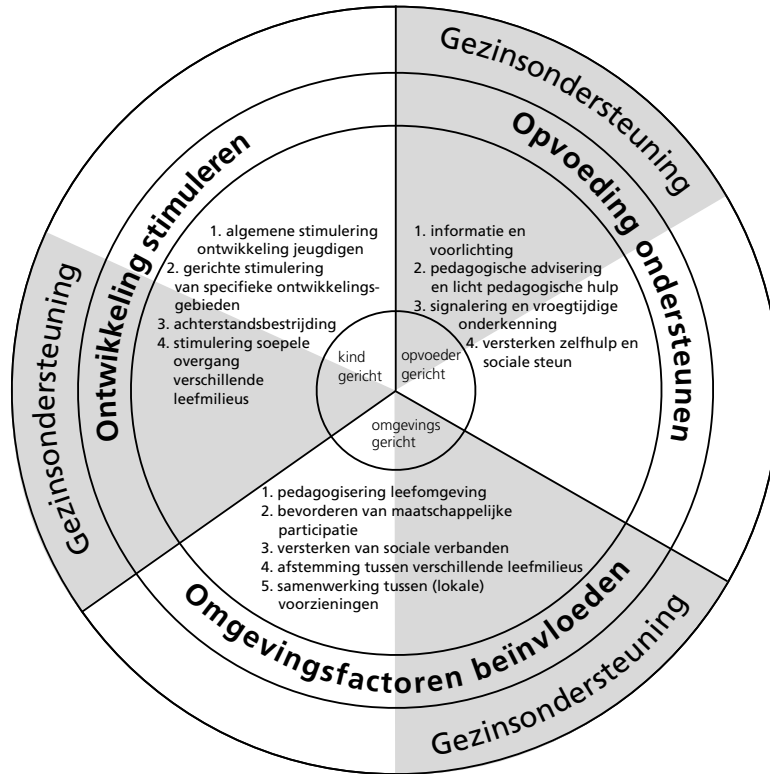 Gezinsondersteuning
Opvoeding ondersteunen
Ontwikkeling stimuleren
Gezinsondersteuning
1. algemene stimulering
ontwikkeling jeugdigen
2. gerichte stimulering
van specifieke ontwikkelings-
gebieden
3. achterstandsbestrijding
4. stimulering soepele
overgang
verschillende
leefmilieus
1. informatie en
voorlichting
2. pedagogische advisering
en licht pedagogische hulp
3. signalering en vroegtijdige
onderkenning
4. versterken zelfhulp en
sociale steun
kind
gericht
opvoeder
gericht
omgevings
gericht
1. pedagogisering leefomgeving
2. bevorderen van maatschappelijke
participatie
3. versterken van sociale verbanden
4. afstemming tussen verschillende leefmilieus
5. samenwerking tussen (lokale)
voorzieningen
Omgevingsfactoren beïnvloeden
Gezinsondersteuning